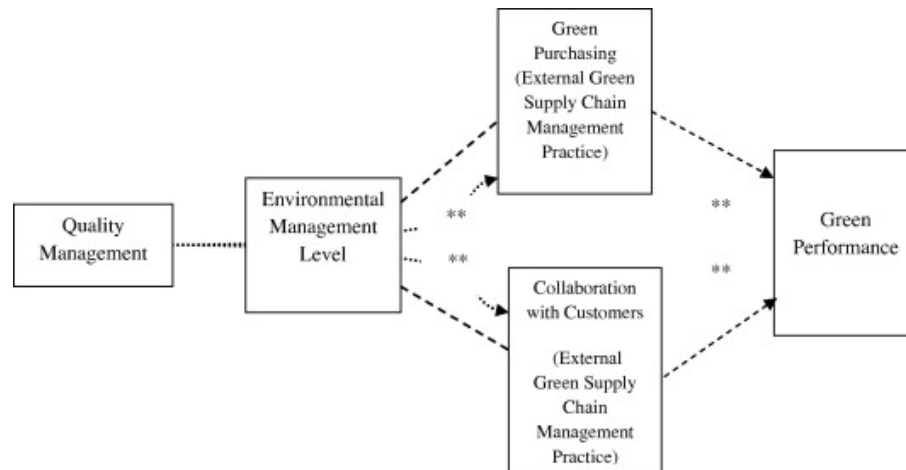 Quality
Management
Environmental
Management
Level
Green
Purchasing
(External Green
Supply Chain
Management
Practice)
**
**
Collaboration
with Customers
(External
Green Supply
Chain
Management
Practice)
**
**
Green
Performance